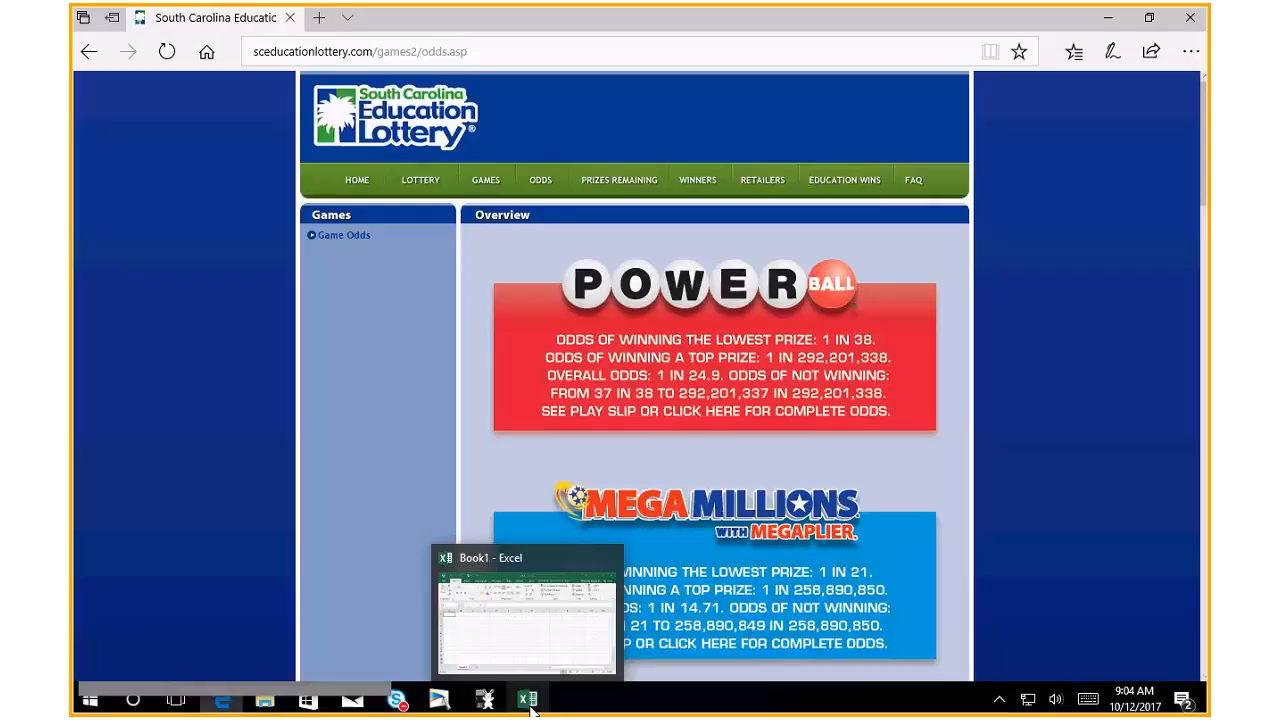 South Carolina Educatic
sceducationlottery.com/games2/odds.asp
South Carolina
Education
Lottery®
HOME LOTTERY GAMES ODDS PRIZES REMAINING WINNERS RETAILERS EDUCATION WINS FAQ
Games
Game Odds
Overview
POWER BALL
ODDS OF WINNING THE LOWEST PRIZE: 1 IN 38.
ODDS OF WINNING A TOP PRIZE: 1 IN 292,201,338.
OVERALL ODDS: 1 IN 24.9. ODDS OF NOT WINNING:
FROM 37 IN 38 TO 292,201,337 IN 292,201,338.
SEE PLAY SLIP OR CLICK HERE FOR COMPLETE ODDS.
MEGA MILLIONS
WITH MEGAPLIER.
INNING THE LOWEST PRIZE: 1 IN 21.
NNING A TOP PRIZE: 1 IN 258,890,850.
DS: 1 IN 14.71. ODDS OF NOT WINNING:
21 TO 258,890,849 IN 258,890,850.
P OR CLICK HERE FOR COMPLETE ODDS.
Book1 - Excel
9:04 AM
10/12/2017
2